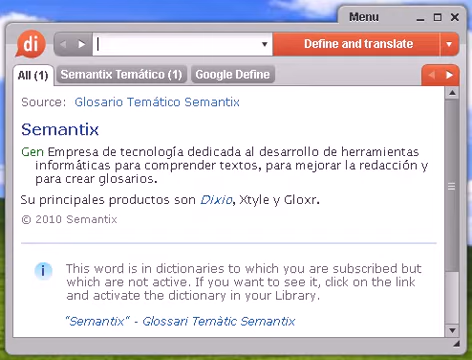 Menu
di
Define and translate
All (1)
Semantix Temático (1)
Google Define
Source: Glosario Temático Semantix
Semantix
Gen Empresa de tecnología dedicada al desarrollo de herramientas
informáticas para comprender textos, para mejorar la redacción y
para crear glosarios.
Su principales producto son Dixio, Xtyle y Gloxr.
© 2010 Semantix
i
This word is in dictionaries to which you are subscribed but
which are not active. If you want to see it, click on the link
and activate the dictionary in your Library.
"Semantix" - Glossari Temàtic Semantix